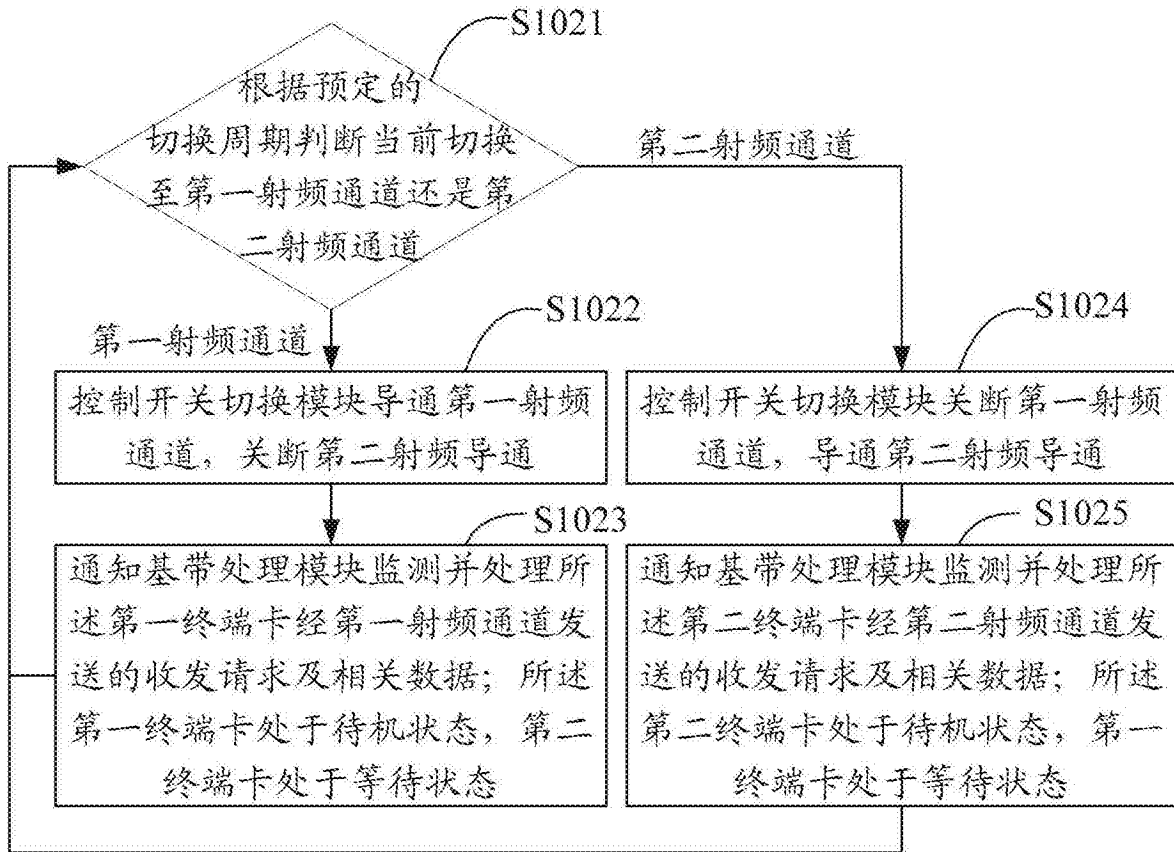 S1021
根据预定的
切换周期判断当前切换
至第一射频通道还是第
二射频通道
第二射频通道
第一射频通道
S1022
控制开关切换模块导通第一射频
通道，关断第二射频导通
S1024
控制开关切换模块关断第一射频
通道，导通第二射频导通
S1023
通知基带处理模块监测并处理所
述第一终端卡经第一射频通道发
送的收发请求及相关数据；所述
第一终端卡处于待机状态，第二
终端卡处于等待状态
S1025
通知基带处理模块监测并处理所
述第二终端卡经第二射频通道发
送的收发请求及相关数据；所述
第二终端卡处于待机状态，第一
终端卡处于等待状态